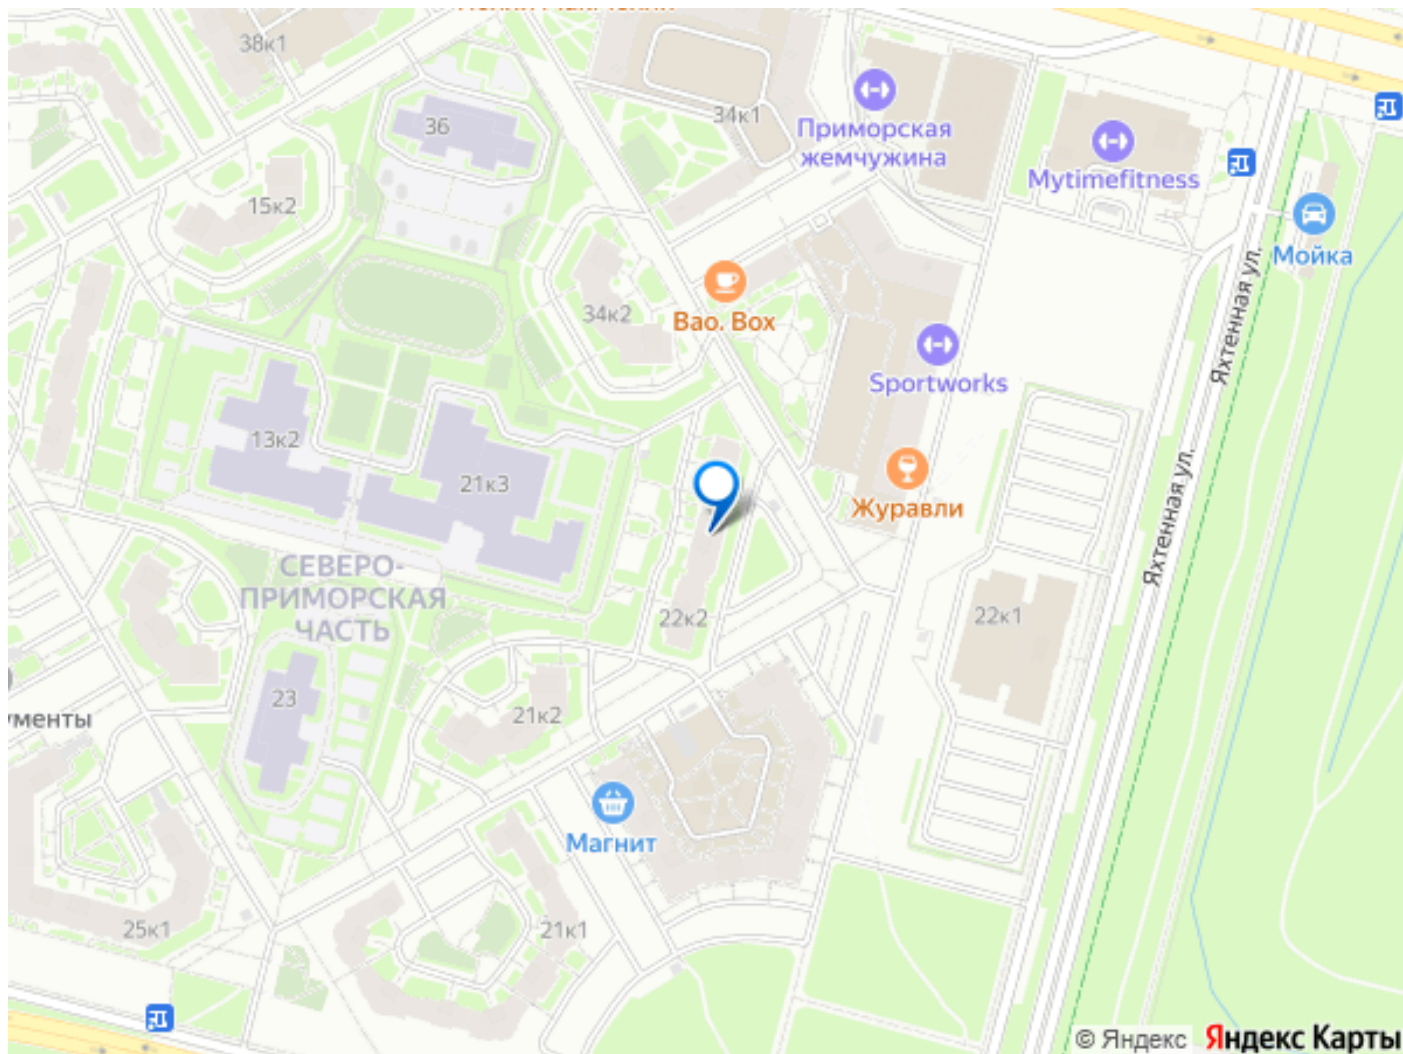 38к1
36
34к1
Приморская
жемчужина
Mytimefitness
15к2
Мойка
34к2
Bao. Box
Яхтенная ул.
Sportworks
13к2
21к3
Журавли
Яхтенная ул.
СЕВЕРО-
ПРИМОРСКАЯ
ЧАСТЬ
22к2
22к1
23
21к2
ументы
Магнит
25к1
21к1
© Яндекс Яндекс Карты